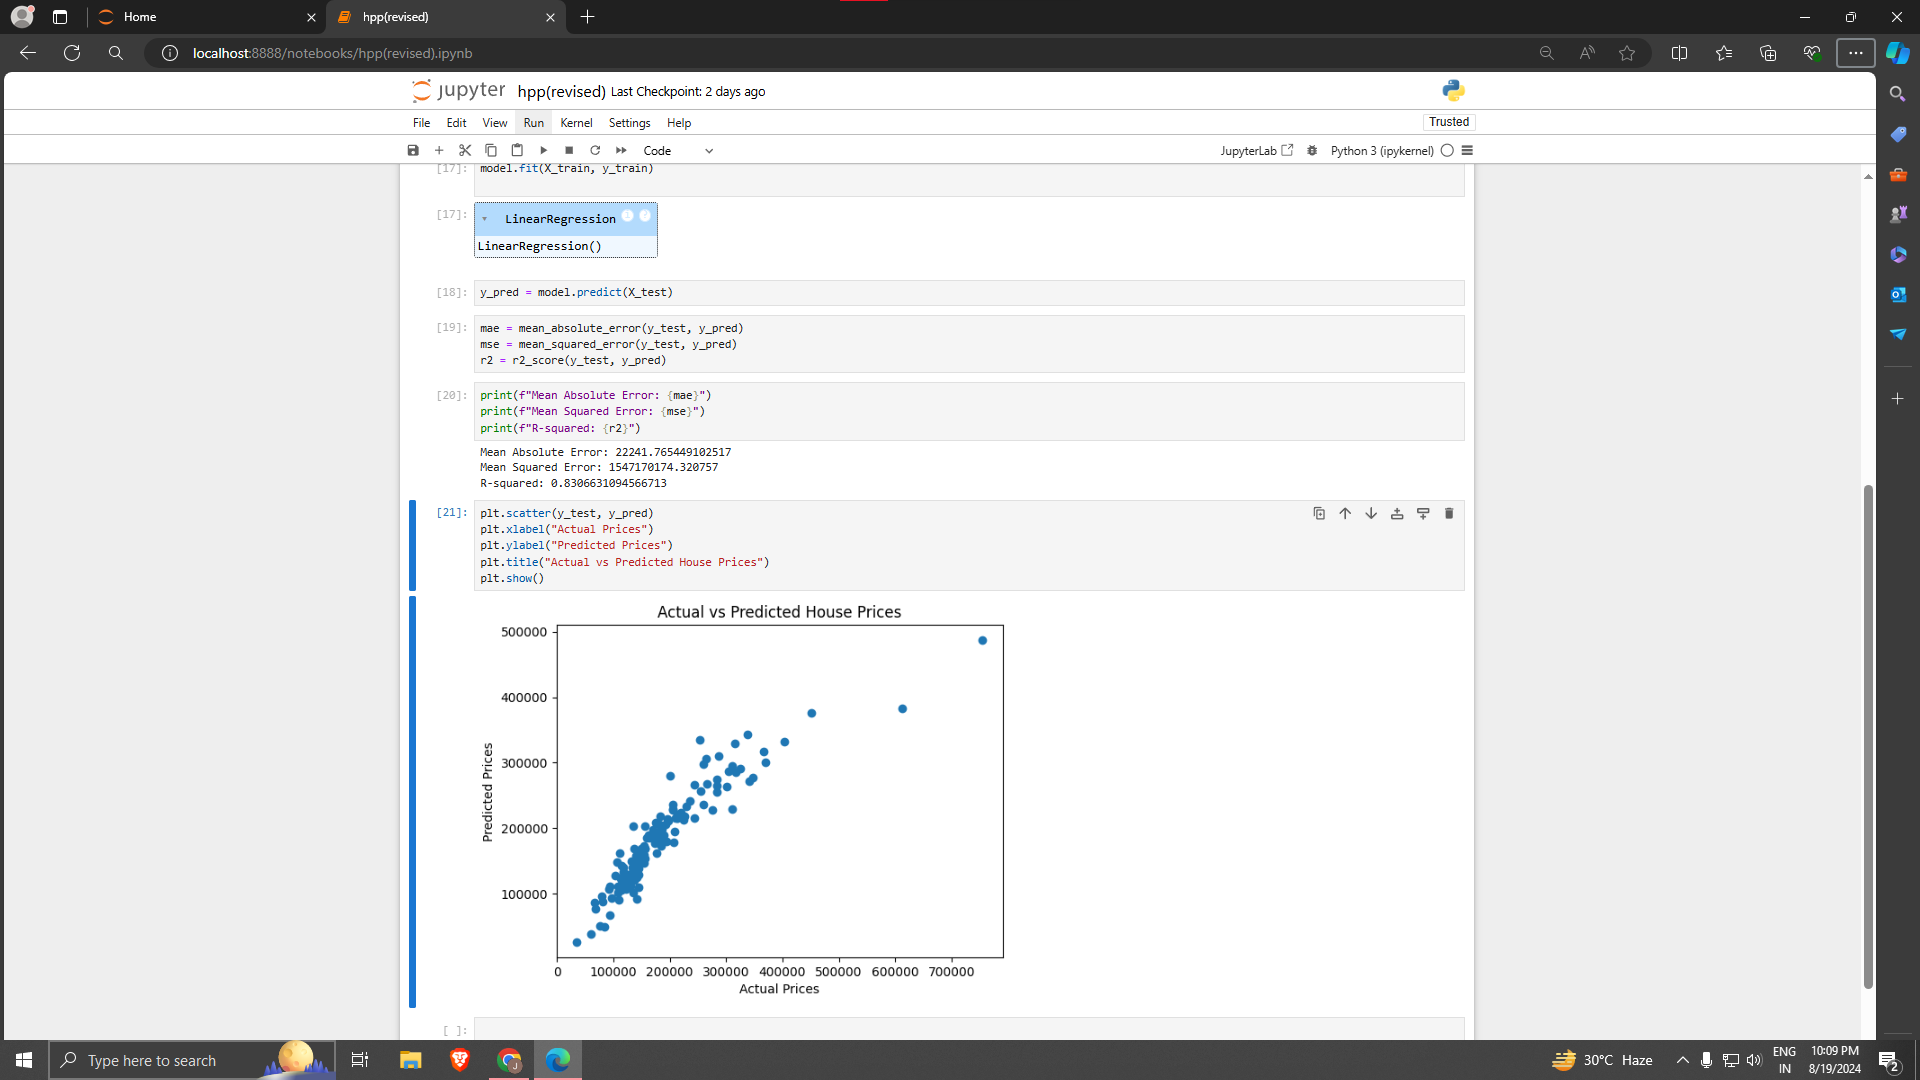 Home
hpp(revised)
localhost:8888/notebooks/hpp(revised).ipynb
jupyter hpp(revised) Last Checkpoint: 2 days ago
File Edit View Run Kernel Settings Help
Trusted
Code
JupyterLab
Python 3 (ipykernel)
[17]: model.fit(X_train, y_train)
[17]: LinearRegression
LinearRegression()
[18]: y_pred = model.predict(X_test)
[19]: mae = mean_absolute_error(y_test, y_pred)
mse = mean_squared_error(y_test, y_pred)
r2 = r2_score(y_test, y_pred)
[20]: print(f"Mean Absolute Error: {mae}")
print(f"Mean Squared Error: {mse}")
print(f"R-squared: {r2}")
Mean Absolute Error: 22241.765449102517
Mean Squared Error: 1547170174.320757
R-squared: 0.8306631094566713
[21]: plt.scatter(y_test, y_pred)
plt.xlabel("Actual Prices")
plt.ylabel("Predicted Prices")
plt.title("Actual vs Predicted House Prices")
plt.show()
Actual vs Predicted House Prices
500000
400000
300000
200000
100000
Predicted Prices
0 100000 200000 300000 400000 500000 600000 700000
Actual Prices
[ ]:
Type here to search
30°C Haze
ENG
IN
10:09 PM
8/19/2024
2